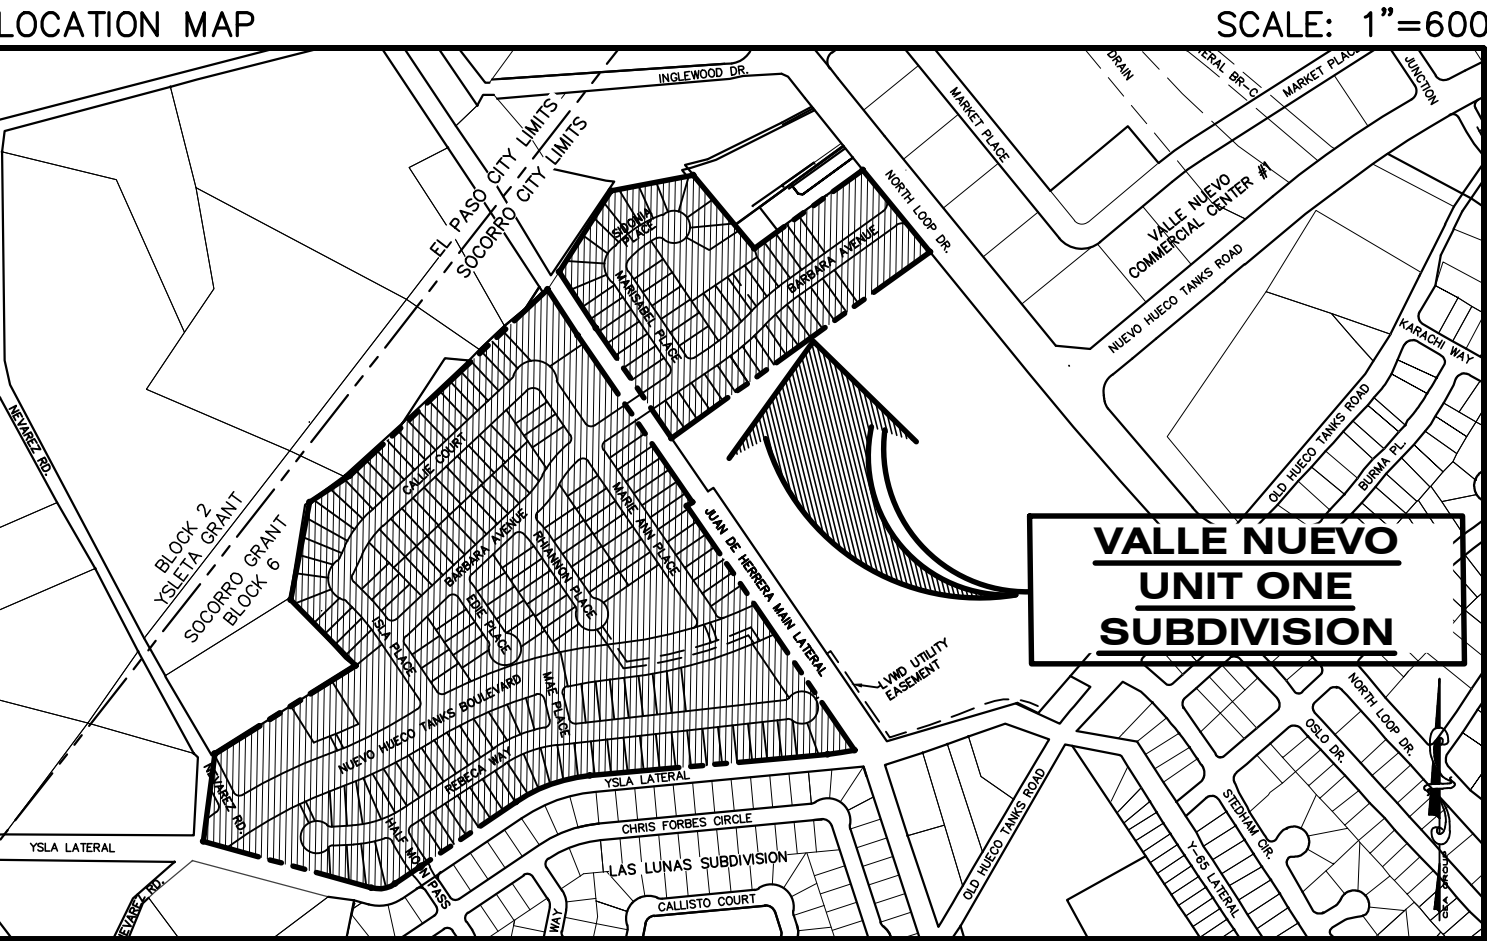 LOCATION MAP
SCALE: 1"=600
INGLEWOOD DR.
DRAIN
MARKET PLACE
JUNCTION
MARKET PLACE
EL PASO CITY LIMITS
SOCORRO CITY LIMITS
NORTH LOOP DR.
VALLE NUEVO
COMMERCIAL CENTER #1
NUEVO HUECO TANKS ROAD
SIDONIA
PLACE
MARISABEL PLACE
BARBARA AVENUE
KARACHI WAY
OLD HUECO TANKS ROAD
BURMA PL.
NEVAREZ RD.
CALLIE COURT
BLOCK 2
YSLETA GRANT
SOCORRO GRANT
BLOCK 6
BARBARA AVENUE
RHIANNON PLACE
MARIE ANN PLACE
EDIE PLACE
ISLA PLACE
JUAN DE HERRERA MAIN LATERAL
VALLE NUEVO
UNIT ONE
SUBDIVISION
LVWD UTILITY
EASEMENT
MAE PLACE
NUEVO HUECO TANKS BOULEVARD
REBECA WAY
NORTH LOOP DR.
OSLO DR.
NEVAREZ RD.
YSLA LATERAL
HALF MOON PASS
CHRIS FORBES CIRCLE
LAS LUNAS SUBDIVISION
CALLISTO COURT
WAY
OLD HUECO TANKS ROAD
STEDHAM CIR.
Y-65 LATERAL
YSLA LATERAL
NEVAREZ RD.
CEA GROUP